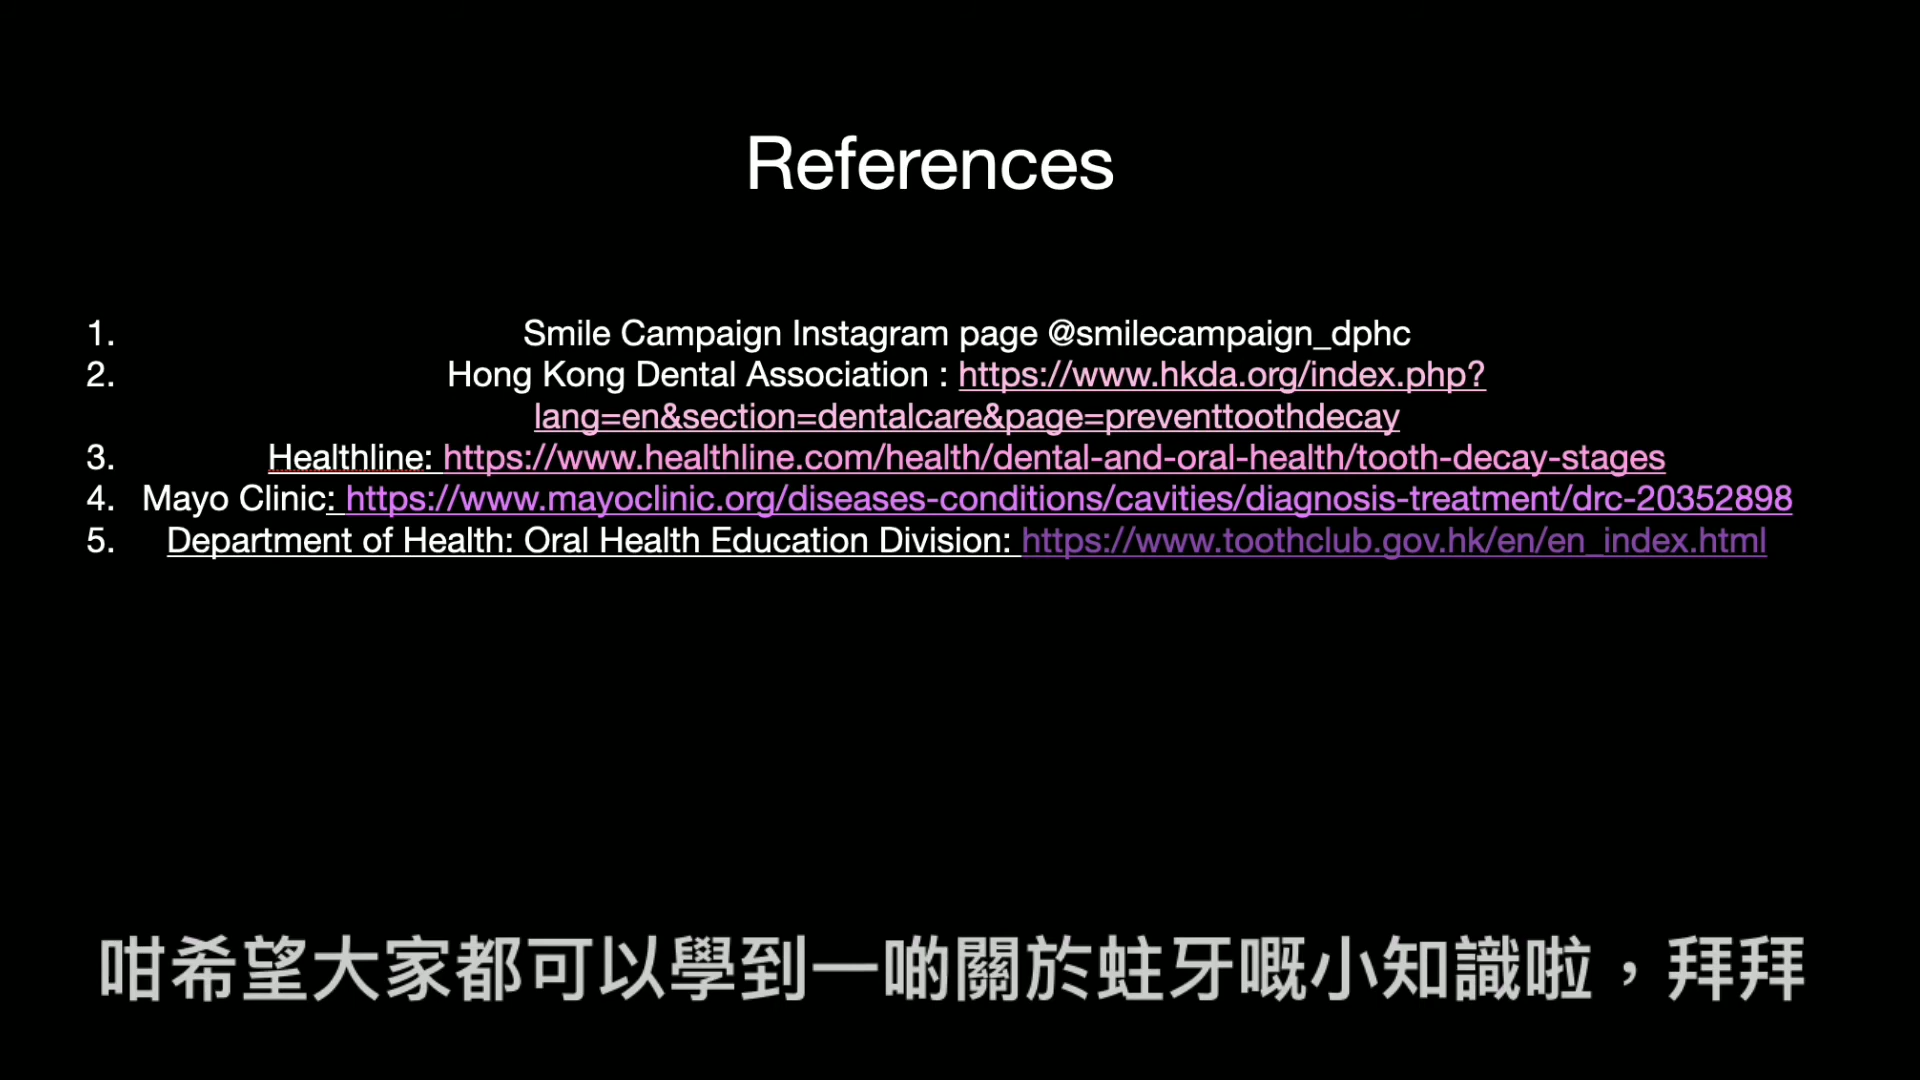 References
1. Smile Campaign Instagram page @smilecampaign_dphc
2. Hong Kong Dental Association : https://www.hkda.org/index.php?
lang=en&section=dentalcare&page=preventtoothdecay
3. Healthline: https://www.healthline.com/health/dental-and-oral-health/tooth-decay-stages
4. Mayo Clinic: https://www.mayoclinic.org/diseases-conditions/cavities/diagnosis-treatment/drc-20352898
5. Department of Health: Oral Health Education Division: https://www.toothclub.gov.hk/en/en_index.html
咁希望大家都可以學到一啲關於蛀牙嘅小知識啦，拜拜